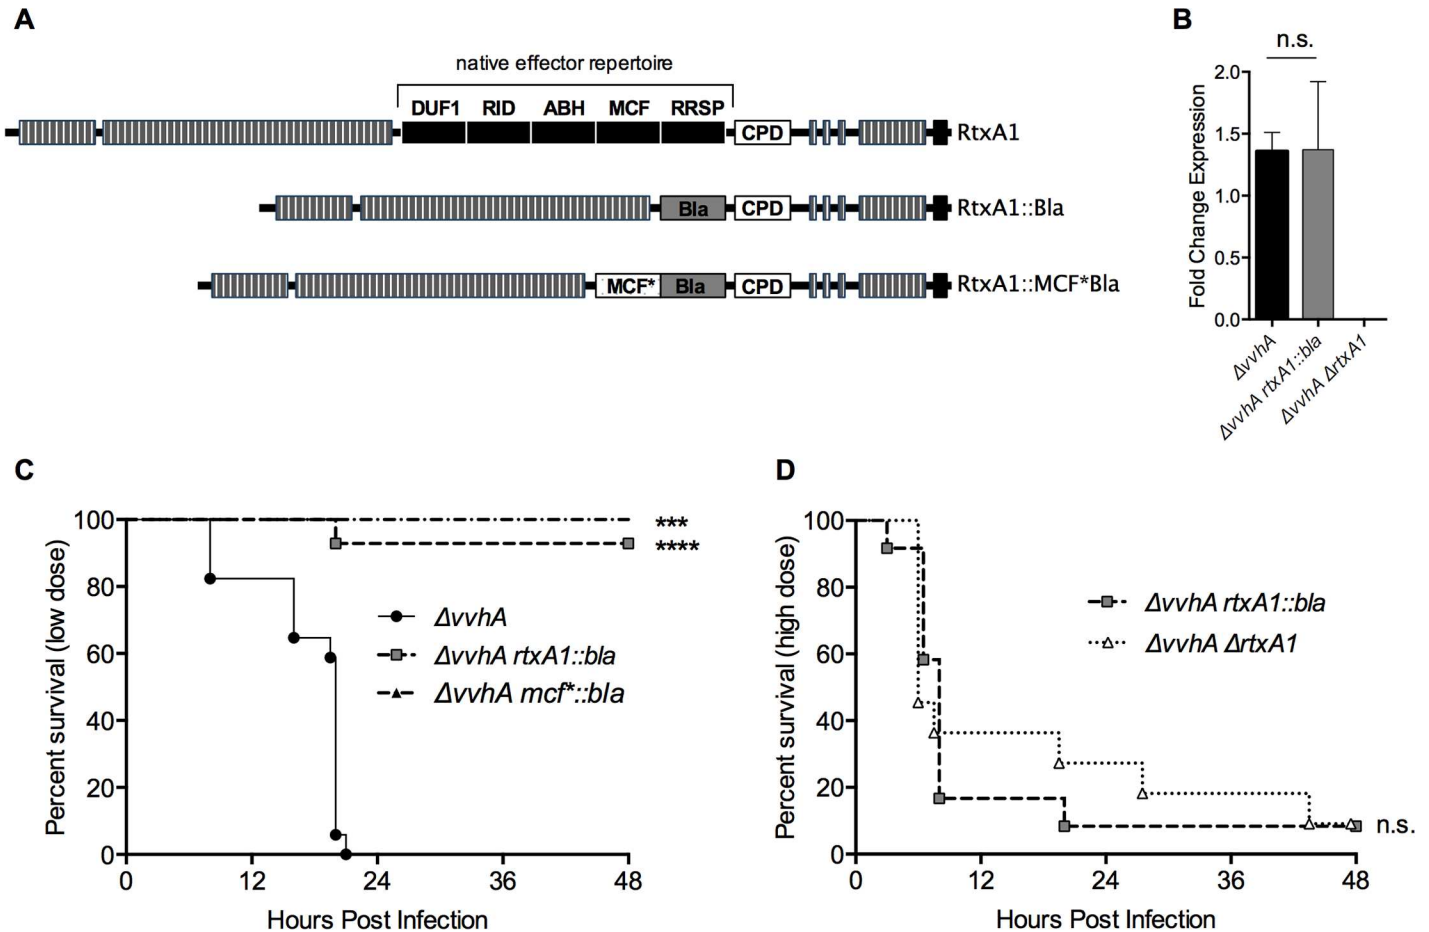 A
native effector repertoire
DUF1 RID ABH MCF RRSP
CPD
RtxA1
Bla CPD
RtxA1::Bla
MCF* Bla CPD
RtxA1::MCF*Bla
B
n.s.
Fold Change Expression
2.0
1.5
1.0
0.5
0.0
ΔvvhA
ΔvvhA rtxA1::bla
ΔvvhA ΔrtxA1
C
Percent survival (low dose)
100
80
60
40
20
0
***
****
ΔvvhA
ΔvvhA rtxA1::bla
ΔvvhA mcf*::bla
0 12 24 36 48
Hours Post Infection
D
Percent survival (high dose)
100
80
60
40
20
0
ΔvvhA rtxA1::bla
ΔvvhA ΔrtxA1
n.s.
0 12 24 36 48
Hours Post Infection